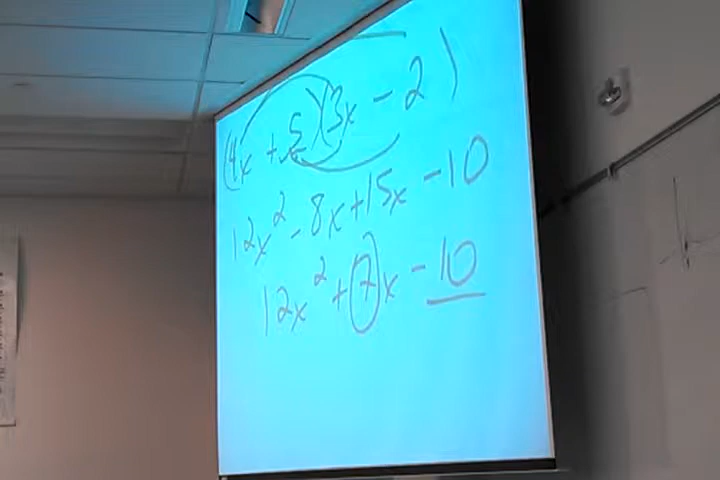 (4x + 5)(3x - 2)
12x² - 8x + 15x - 10
12x² + 7x - 10